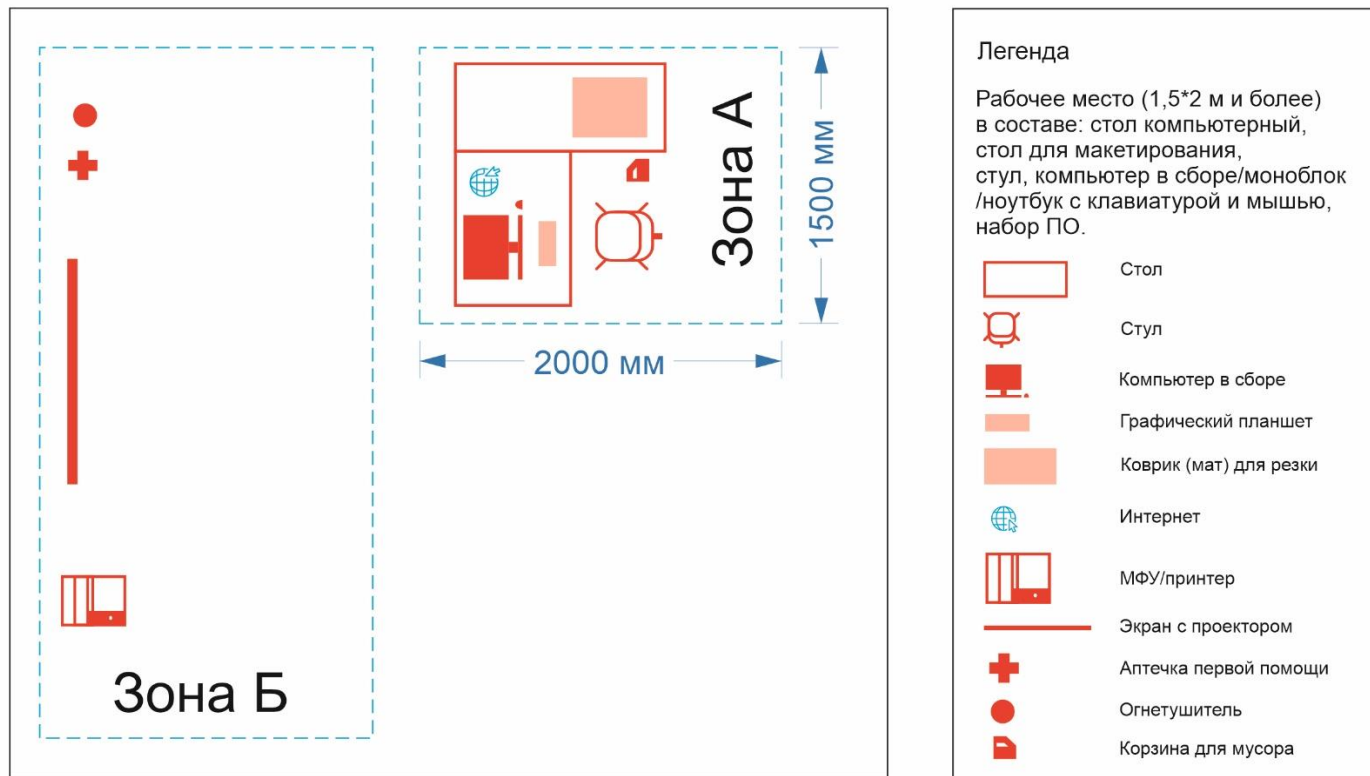 Зона А
1500 мм
2000 мм
Зона Б
Легенда
Рабочее место (1,5*2 м и более)
в составе: стол компьютерный,
стол для макетирования,
стул, компьютер в сборе/моноблок
/ноутбук с клавиатурой и мышью,
набор ПО.
Стол
Стул
Компьютер в сборе
Графический планшет
Коврик (мат) для резки
Интернет
МФУ/принтер
Экран с проектором
Аптечка первой помощи
Огнетушитель
Корзина для мусора